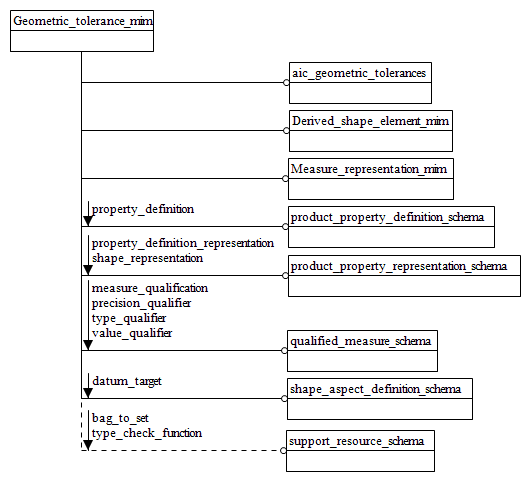 Geometric_tolerance_mim
aic_geometric_tolerances
Derived_shape_element_mim
Measure_representation_mim
property_definition
product_property_definition_schema
property_definition_representation
shape_representation
product_property_representation_schema
measure_qualification
precision_qualifier
type_qualifier
value_qualifier
qualified_measure_schema
datum_target
shape_aspect_definition_schema
bag_to_set
type_check_function
support_resource_schema